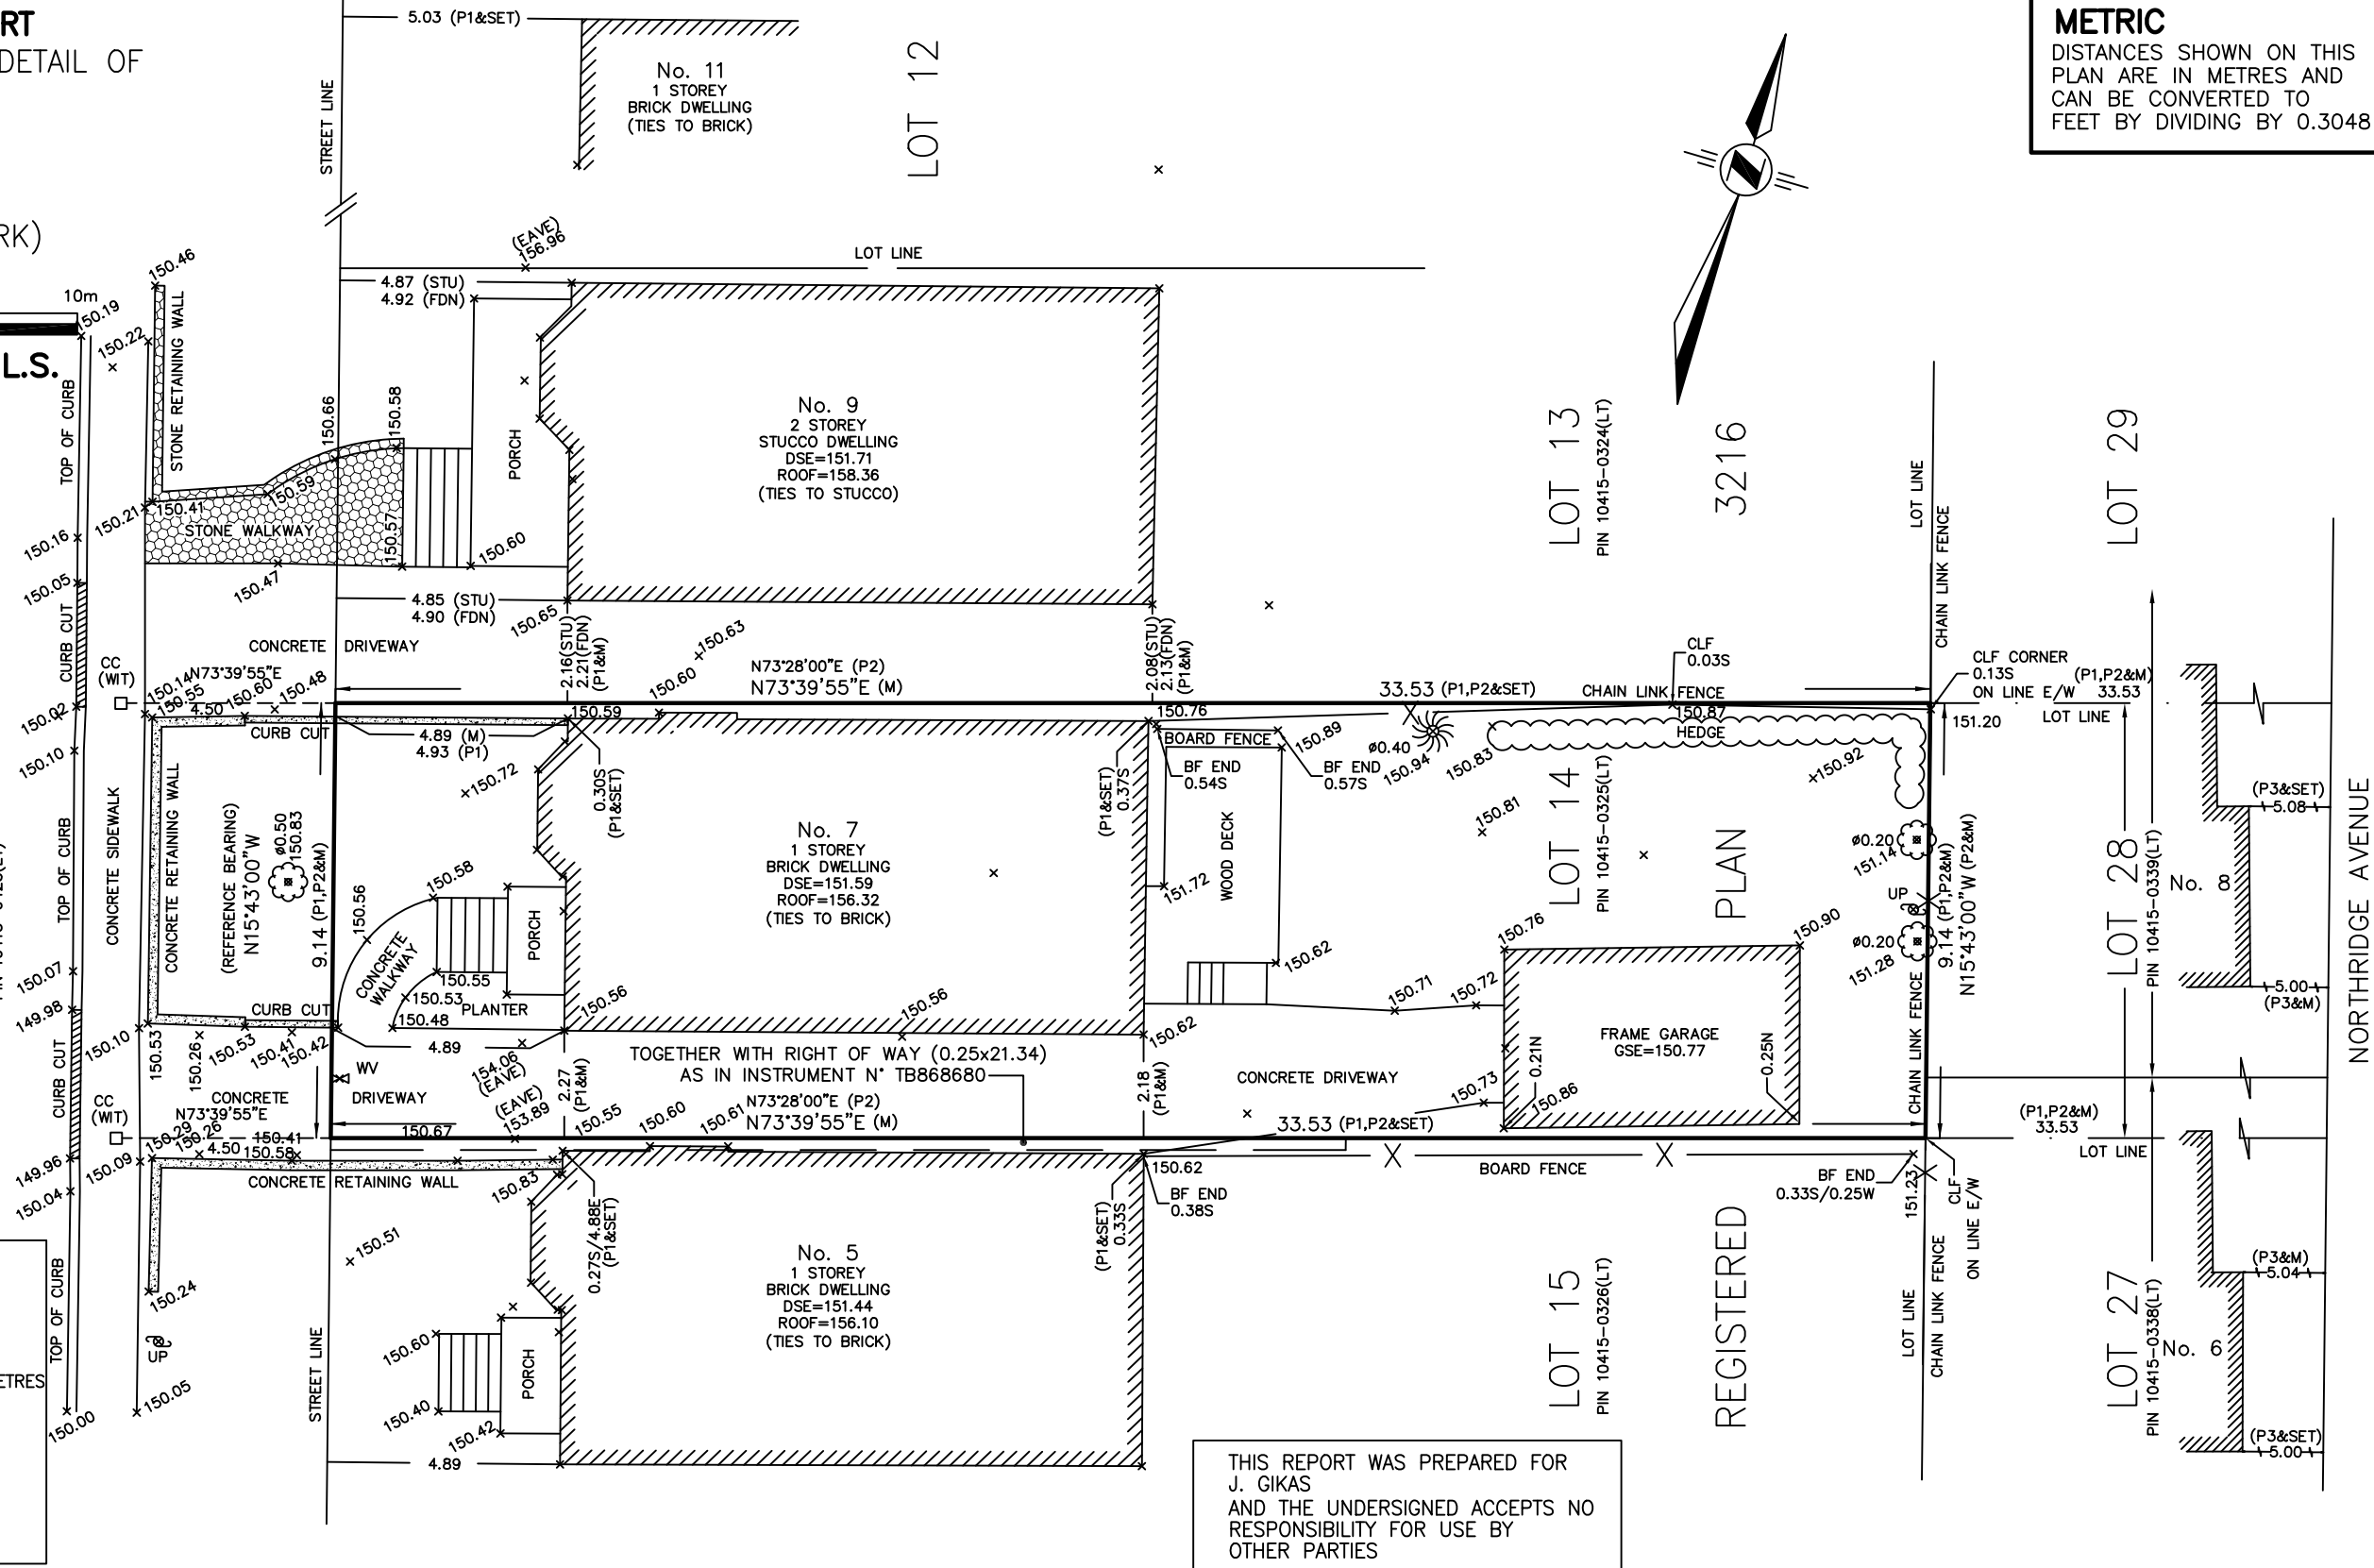 RT
DETAIL OF
RK)
10m
L.S.
METRIC
DISTANCES SHOWN ON THIS
PLAN ARE IN METRES AND
CAN BE CONVERTED TO
FEET BY DIVIDING BY 0.3048
5.03 (P1&SET)
STREET LINE
No. 11
1 STOREY
BRICK DWELLING
(TIES TO BRICK)
LOT 12
(EAVE)
156.96
LOT LINE
150.46
150.19
150.22
STONE RETAINING WALL
TOP OF CURB
4.87 (STU)
4.92 (FDN)
150.66
150.58
PORCH
No. 9
2 STOREY
STUCCO DWELLING
DSE=151.71
ROOF=158.36
(TIES TO STUCCO)
LOT 13
PIN 10415-0324(LT)
3216
LOT LINE
CHAIN LINK FENCE
LOT 29
150.59
150.41
150.21
STONE WALKWAY
150.57
150.60
150.16
150.05
150.47
4.85 (STU)
4.90 (FDN)
150.65
CURB CUT
CONCRETE DRIVEWAY
CC
(WIT)
N73°39'55"E
150.14
150.55
150.60
150.48
4.50
150.02
CURB CUT
2.16(STU)
2.21(FDN)
(P1&M)
150.63
150.60
N73°28'00"E (P2)
N73°39'55"E (M)
2.08(STU)
2.13(FDN)
(P1&M)
33.53 (P1,P2&SET)
CLF
0.03S
CHAIN LINK FENCE
CLF CORNER
0.13S
ON LINE E/W
(P1,P2&M)
33.53
LOT LINE
151.20
150.10
4.89 (M)
4.93 (P1)
150.59
150.72
0.30S
(P1&SET)
(P1&SET)
0.37S
150.76
BOARD FENCE
150.89
BF END
0.54S
BF END
0.57S
ø0.40
150.94
150.83
150.87
HEDGE
150.92
150.81
CONCRETE SIDEWALK
CONCRETE RETAINING WALL
TOP OF CURB
(REFERENCE BEARING)
N15°43'00"W
ø0.50
150.83
9.14 (P1,P2&M)
150.56
150.58
CONCRETE
WALKWAY
PORCH
150.55
150.53
PLANTER
150.48
No. 7
1 STOREY
BRICK DWELLING
DSE=151.59
ROOF=156.32
(TIES TO BRICK)
151.72
WOOD DECK
150.62
LOT 14
PIN 10415-0325(LT)
PLAN
ø0.20
151.14
UP
ø0.20
151.28
9.14 (P1,P2&M)
N15°43'00"W (P2&M)
CHAIN LINK FENCE
LOT 28
PIN 10415-0339(LT)
No. 8
(P3&SET)
5.08
5.00
(P3&M)
NORTHRIDGE AVENUE
150.07
149.98
150.10
CURB CUT
CURB CUT
150.53
150.26
150.53
150.41
150.42
4.89
150.56
150.56
150.62
150.71
150.72
150.76
150.90
FRAME GARAGE
GSE=150.77
0.21N
0.25N
150.73
150.86
WV
154.06
(EAVE)
(EAVE)
153.89
2.27
(P1&M)
TOGETHER WITH RIGHT OF WAY (0.25x21.34)
AS IN INSTRUMENT N° TB868680
2.18
(P1&M)
CONCRETE DRIVEWAY
CC
(WIT)
CONCRETE
DRIVEWAY
N73°39'55"E
150.29
150.26
4.50
150.41
150.58
150.67
150.55
150.60
150.61
N73°28'00"E (P2)
N73°39'55"E (M)
33.53 (P1,P2&SET)
(P1,P2&M)
33.53
LOT LINE
149.96
150.09
150.04
CONCRETE RETAINING WALL
150.83
0.27S/4.88E
(P1&SET)
(P1&SET)
0.33S
150.62
BF END
0.38S
BOARD FENCE
BF END
0.33S/0.25W
151.23
CLF
ON LINE E/W
150.51
TOP OF CURB
150.24
UP
150.05
150.00
STREET LINE
150.60
150.40
150.42
PORCH
4.89
No. 5
1 STOREY
BRICK DWELLING
DSE=151.44
ROOF=156.10
(TIES TO BRICK)
LOT 15
PIN 10415-0326(LT)
REGISTERED
LOT LINE
CHAIN LINK FENCE
LOT 27
PIN 10415-0338(LT)
No. 6
(P3&M)
5.04
(P3&SET)
5.00
ETRES
THIS REPORT WAS PREPARED FOR
J. GIKAS
AND THE UNDERSIGNED ACCEPTS NO
RESPONSIBILITY FOR USE BY
OTHER PARTIES